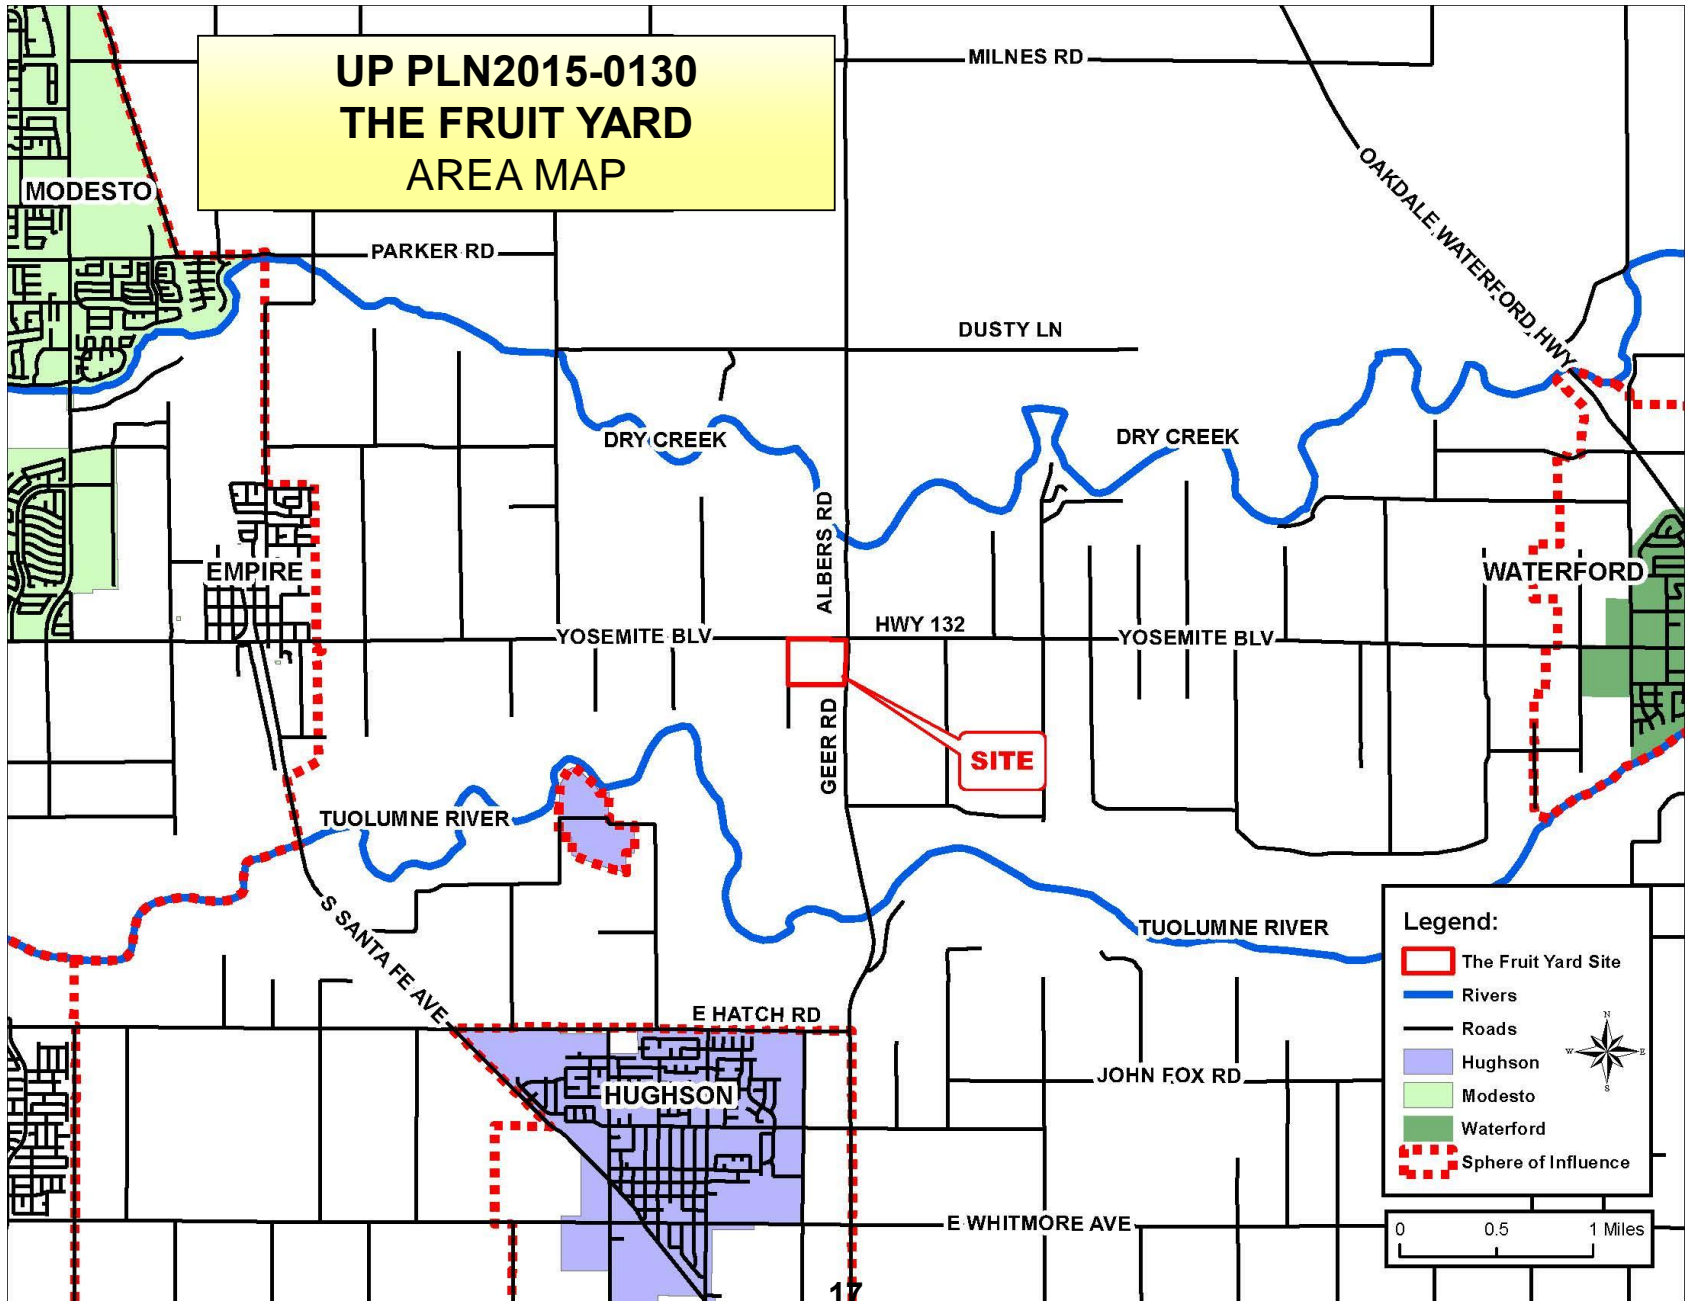 UP PLN2015-0130
THE FRUIT YARD
AREA MAP
MILNES RD
OAKDALE WATERFORD HWY
MODESTO
PARKER RD
DUSTY LN
DRY CREEK
DRY CREEK
ALBERS RD
EMPIRE
WATERFORD
YOSEMITE BLV
HWY 132
YOSEMITE BLV
GEER RD
SITE
TUOLUMNE RIVER
S SANTA FE AVE
TUOLUMNE RIVER
E HATCH RD
HUGHSON
JOHN FOX RD
E WHITMORE AVE
17
Legend:
The Fruit Yard Site
Rivers
Roads
Hughson
Modesto
Waterford
Sphere of Influence
N
W E
S
0 0.5 1 Miles